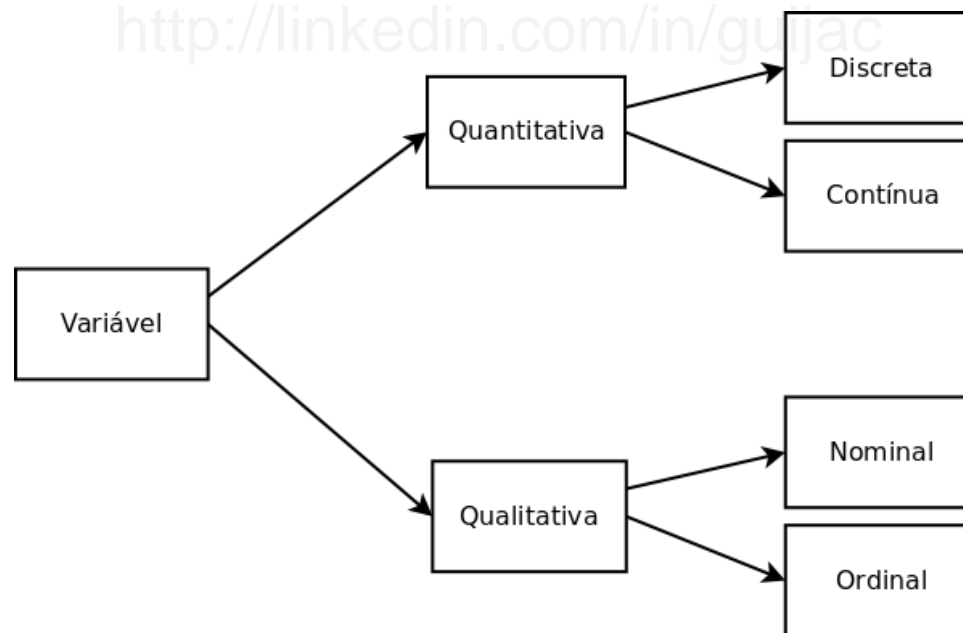 http://linkedin.com/in/guijac
Discreta
Quantitativa
Contínua
Variável
Nominal
Qualitativa
Ordinal